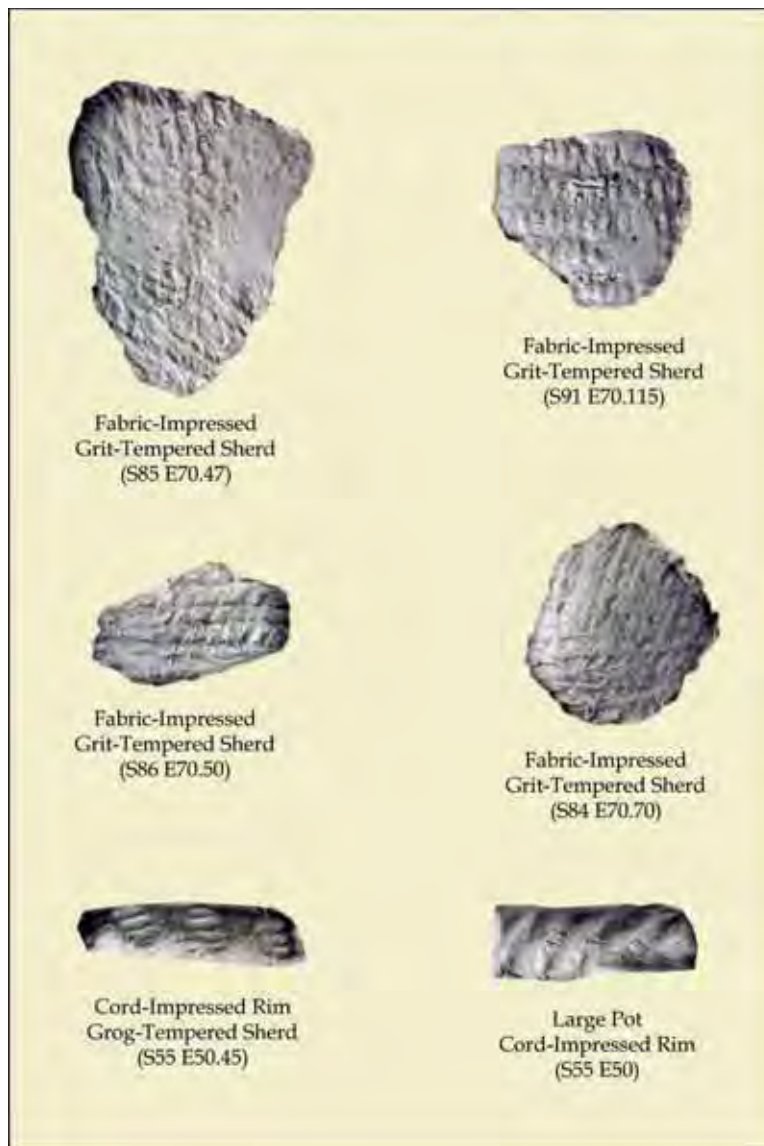 Fabric-Impressed
Grit-Tempered Sherd
(S85 E70.47)
Fabric-Impressed
Grit-Tempered Sherd
(S91 E70.115)
Fabric-Impressed
Grit-Tempered Sherd
(S86 E70.50)
Fabric-Impressed
Grit-Tempered Sherd
(S84 E70.70)
Cord-Impressed Rim
Grog-Tempered Sherd
(S55 E50.45)
Large Pot
Cord-Impressed Rim
(S55 E50)